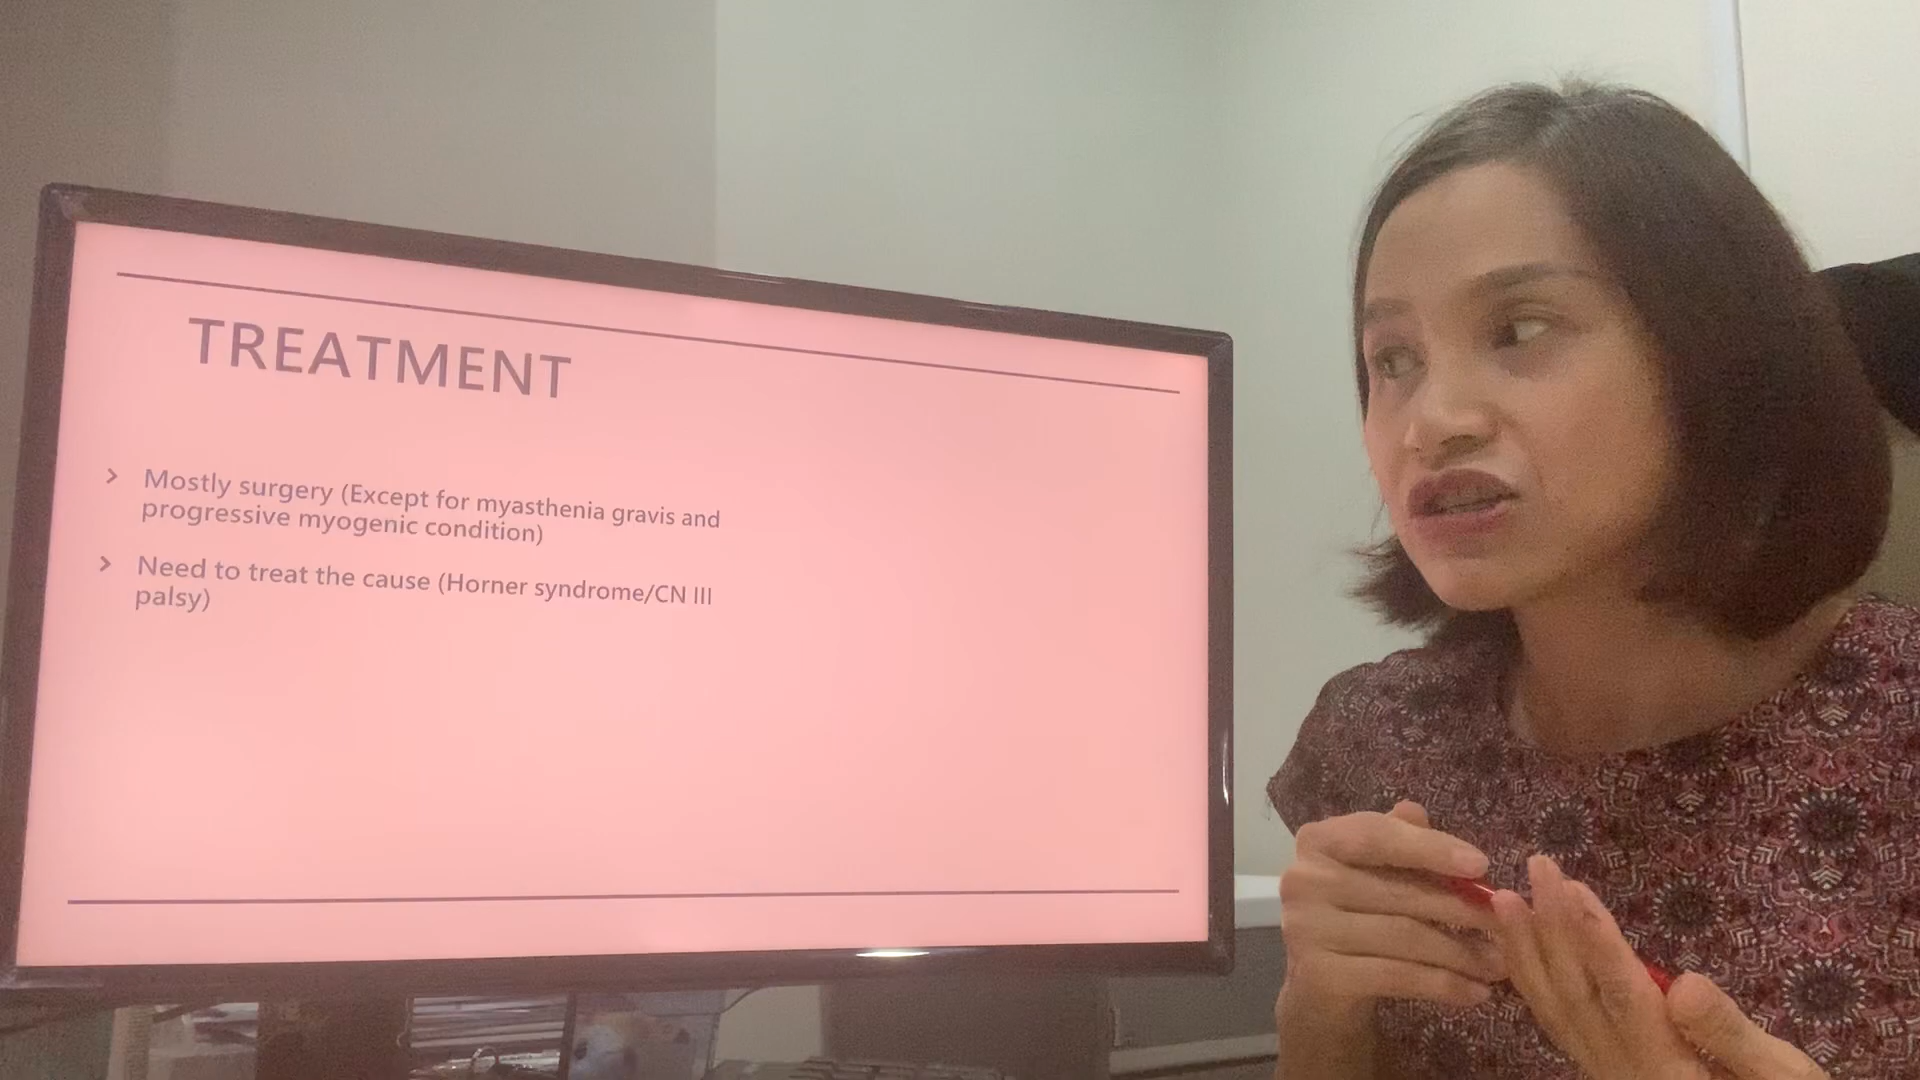 TREATMENT
Mostly surgery (Except for myasthenia gravis and
progressive myogenic condition)
Need to treat the cause (Horner syndrome/CN III
palsy)